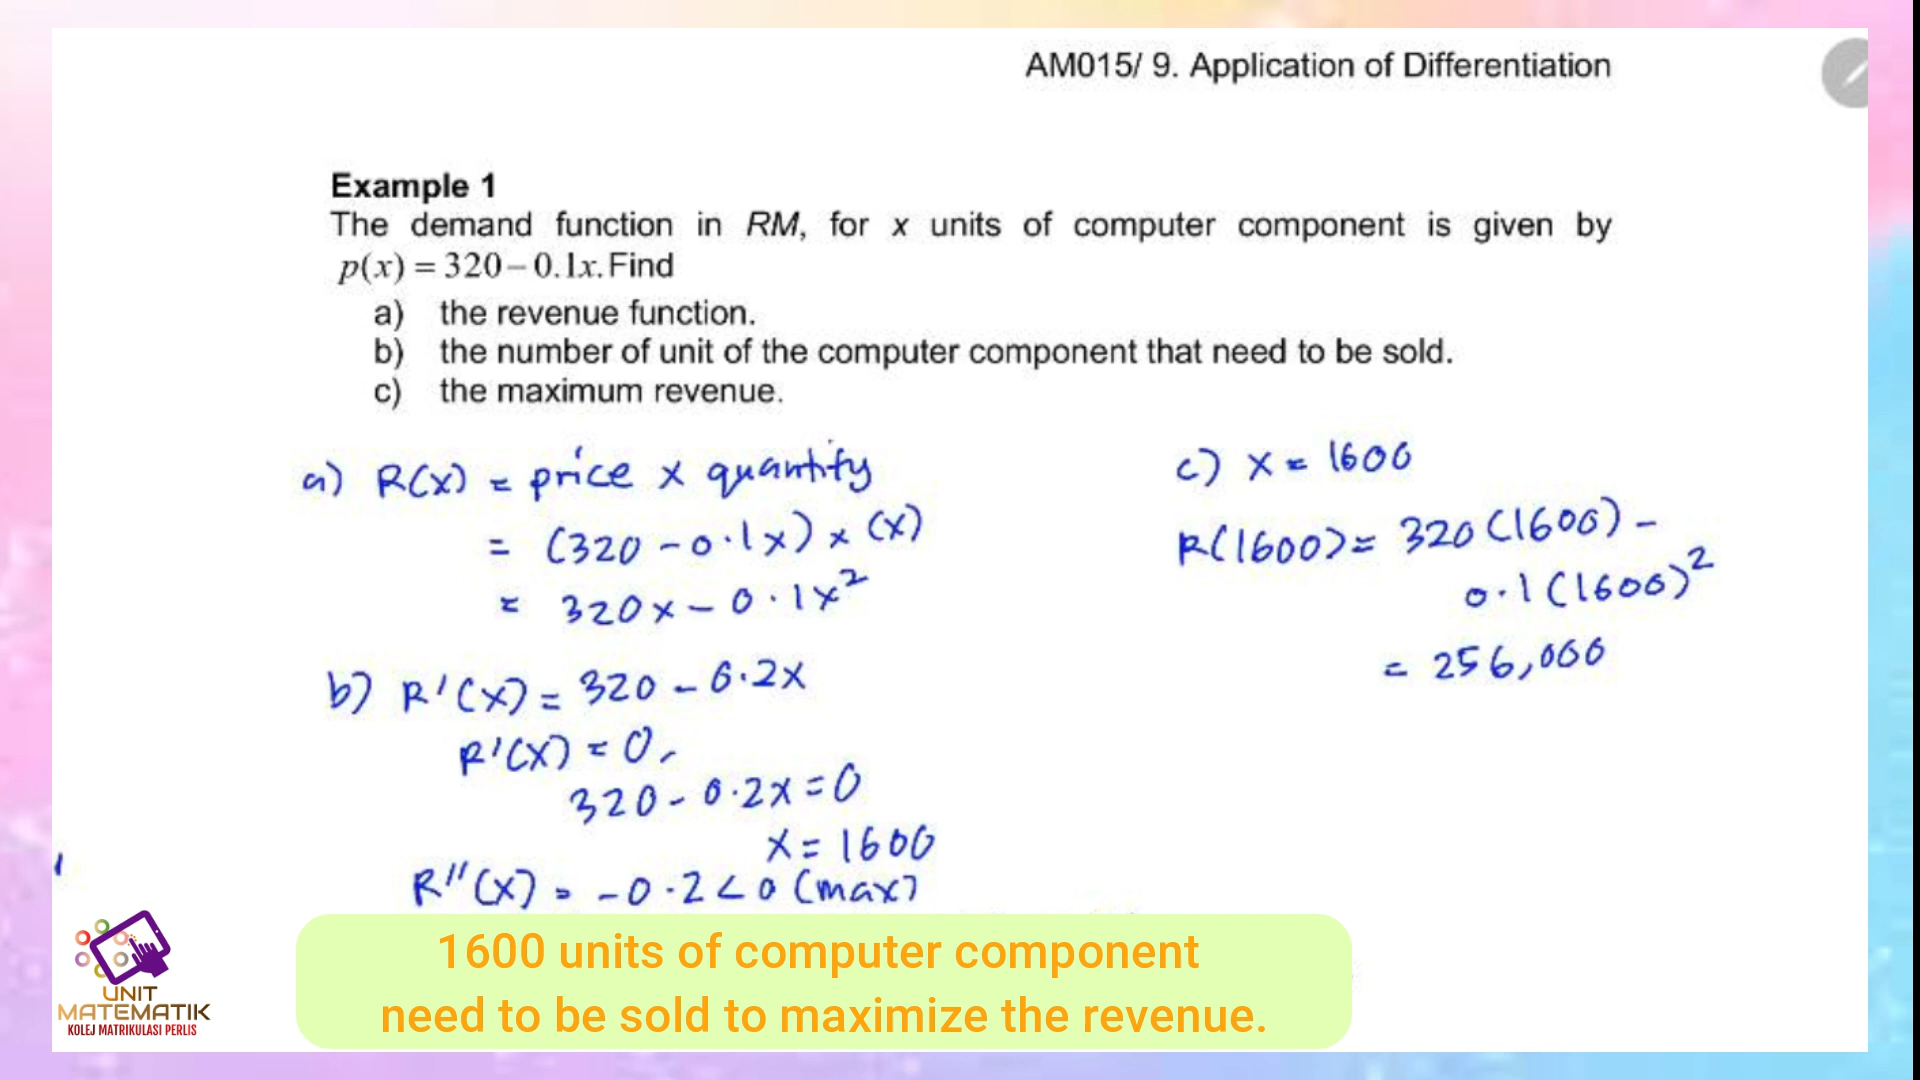 AM015/ 9. Application of Differentiation
Example 1
The demand function in RM, for x units of computer component is given by
p(x) = 320 – 0.1x. Find
a) the revenue function.
b) the number of unit of the computer component that need to be sold.
c) the maximum revenue.
a) R(x) = price x quantity
= (320 - 0.1x) x (x)
= 320x - 0.1x²
b) R'(x) = 320 - 0.2x
R'(x) = 0,
320 - 0.2x = 0
x = 1600
R''(x) = -0.2 < 0 (max)
c) x = 1600
R(1600) = 320(1600) -
0.1(1600)²
= 256,000
1600 units of computer component
need to be sold to maximize the revenue.
UNIT
MATEMATIK
KOLEJ MATRIKULASI PERLIS